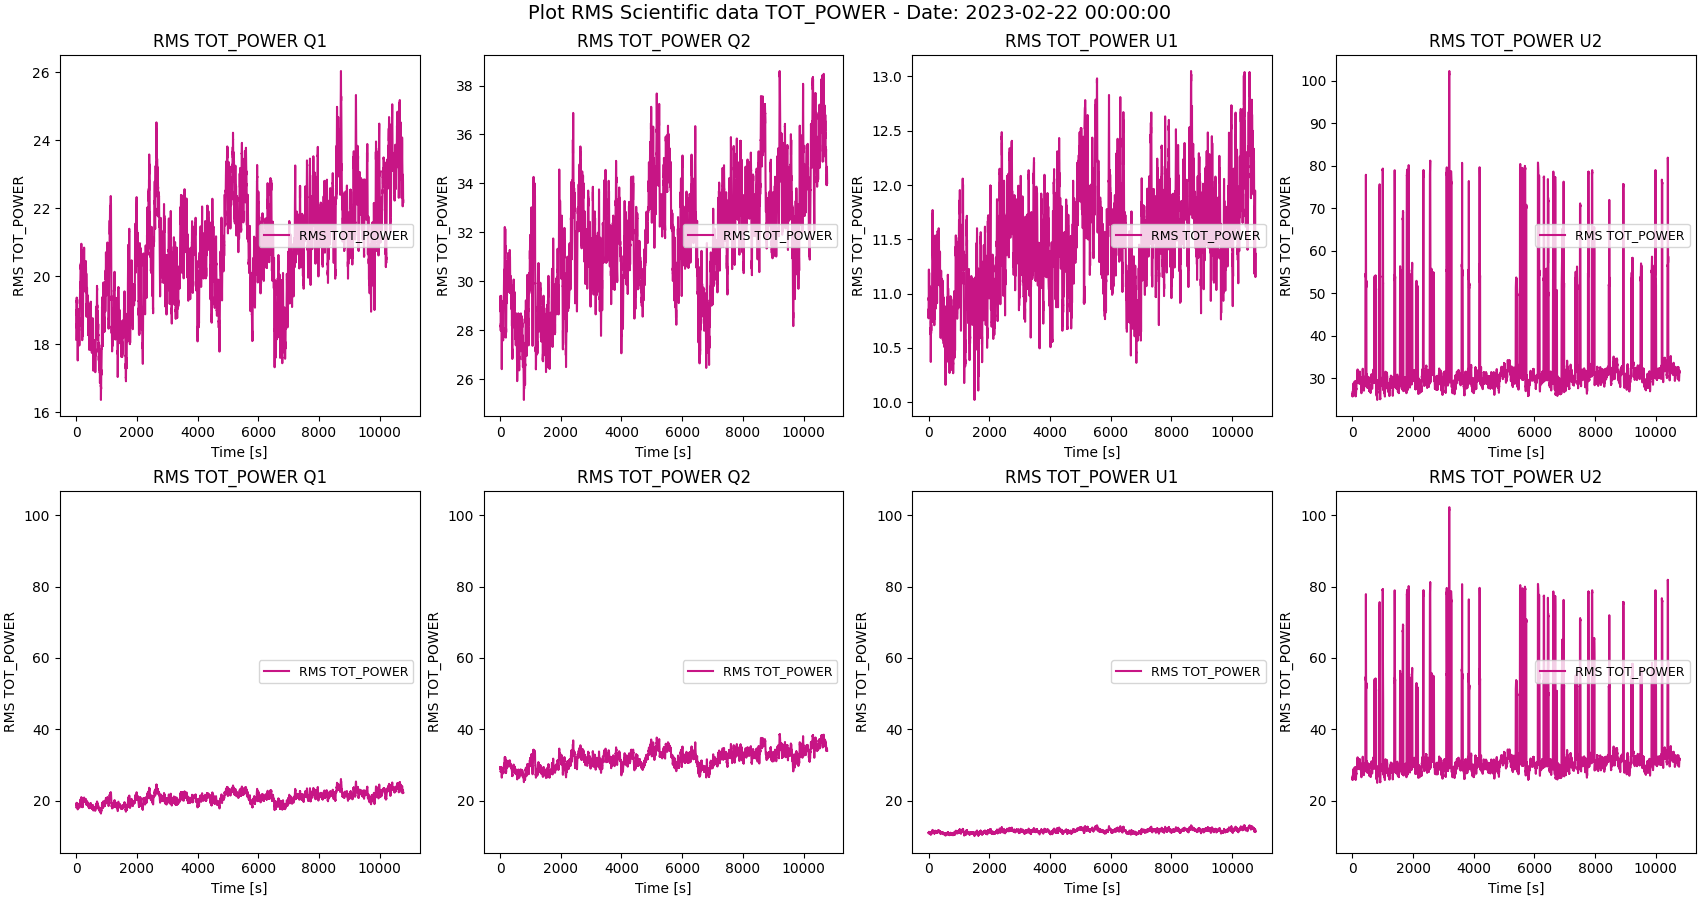 Plot RMS Scientific data TOT_POWER - Date: 2023-02-22 00:00:00
RMS TOT_POWER Q1
RMS TOT_POWER
26
24
22
20
18
16
RMS TOT_POWER
0 2000 4000 6000 8000 10000
Time [s]
RMS TOT_POWER Q2
RMS TOT_POWER
38
36
34
32
30
28
26
RMS TOT_POWER
0 2000 4000 6000 8000 10000
Time [s]
RMS TOT_POWER U1
RMS TOT_POWER
13.0
12.5
12.0
11.5
11.0
10.5
10.0
RMS TOT_POWER
0 2000 4000 6000 8000 10000
Time [s]
RMS TOT_POWER U2
RMS TOT_POWER
100
90
80
70
60
50
40
30
RMS TOT_POWER
0 2000 4000 6000 8000 10000
Time [s]
RMS TOT_POWER Q1
RMS TOT_POWER
100
80
60
40
20
RMS TOT_POWER
0 2000 4000 6000 8000 10000
Time [s]
RMS TOT_POWER Q2
RMS TOT_POWER
100
80
60
40
20
RMS TOT_POWER
0 2000 4000 6000 8000 10000
Time [s]
RMS TOT_POWER U1
RMS TOT_POWER
100
80
60
40
20
RMS TOT_POWER
0 2000 4000 6000 8000 10000
Time [s]
RMS TOT_POWER U2
RMS TOT_POWER
100
80
60
40
20
RMS TOT_POWER
0 2000 4000 6000 8000 10000
Time [s]